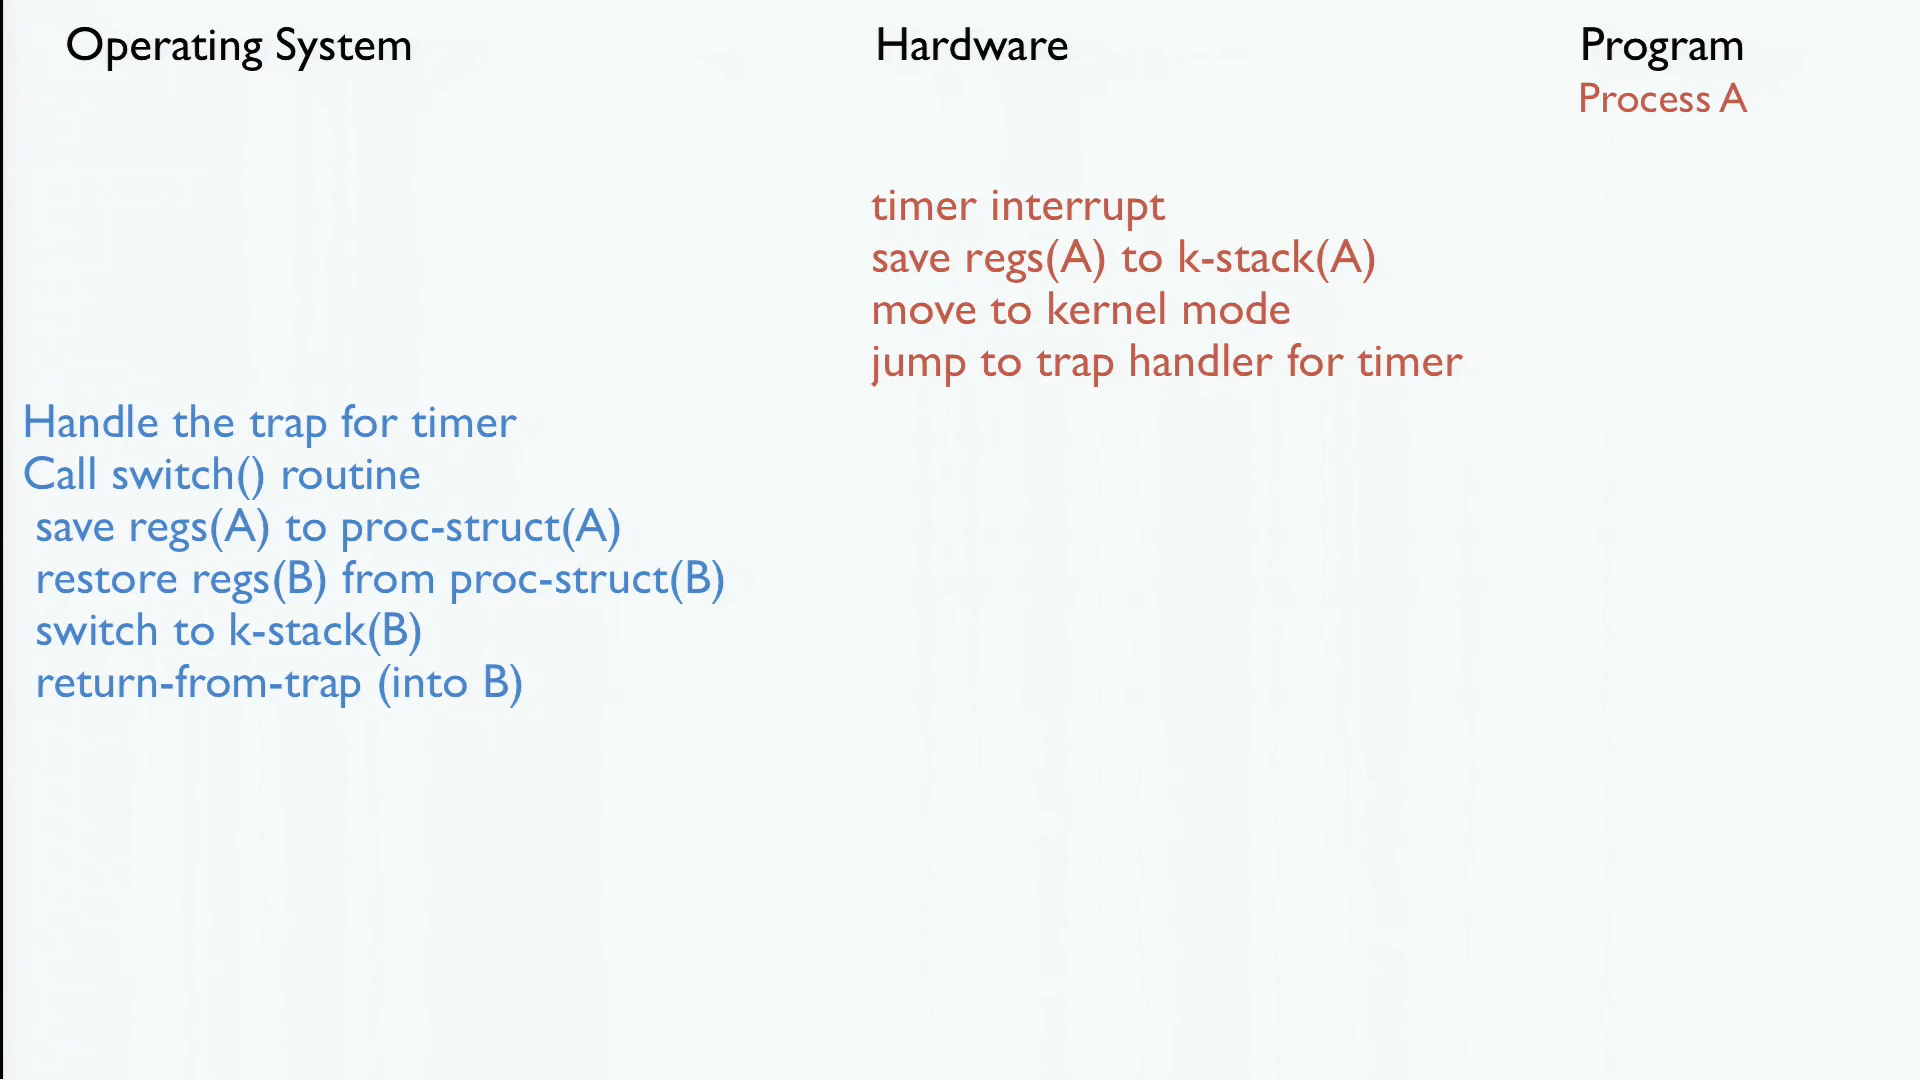 Operating System
Hardware
Program
Process A
timer interrupt
save regs(A) to k-stack(A)
move to kernel mode
jump to trap handler for timer
Handle the trap for timer
Call switch() routine
save regs(A) to proc-struct(A)
restore regs(B) from proc-struct(B)
switch to k-stack(B)
return-from-trap (into B)